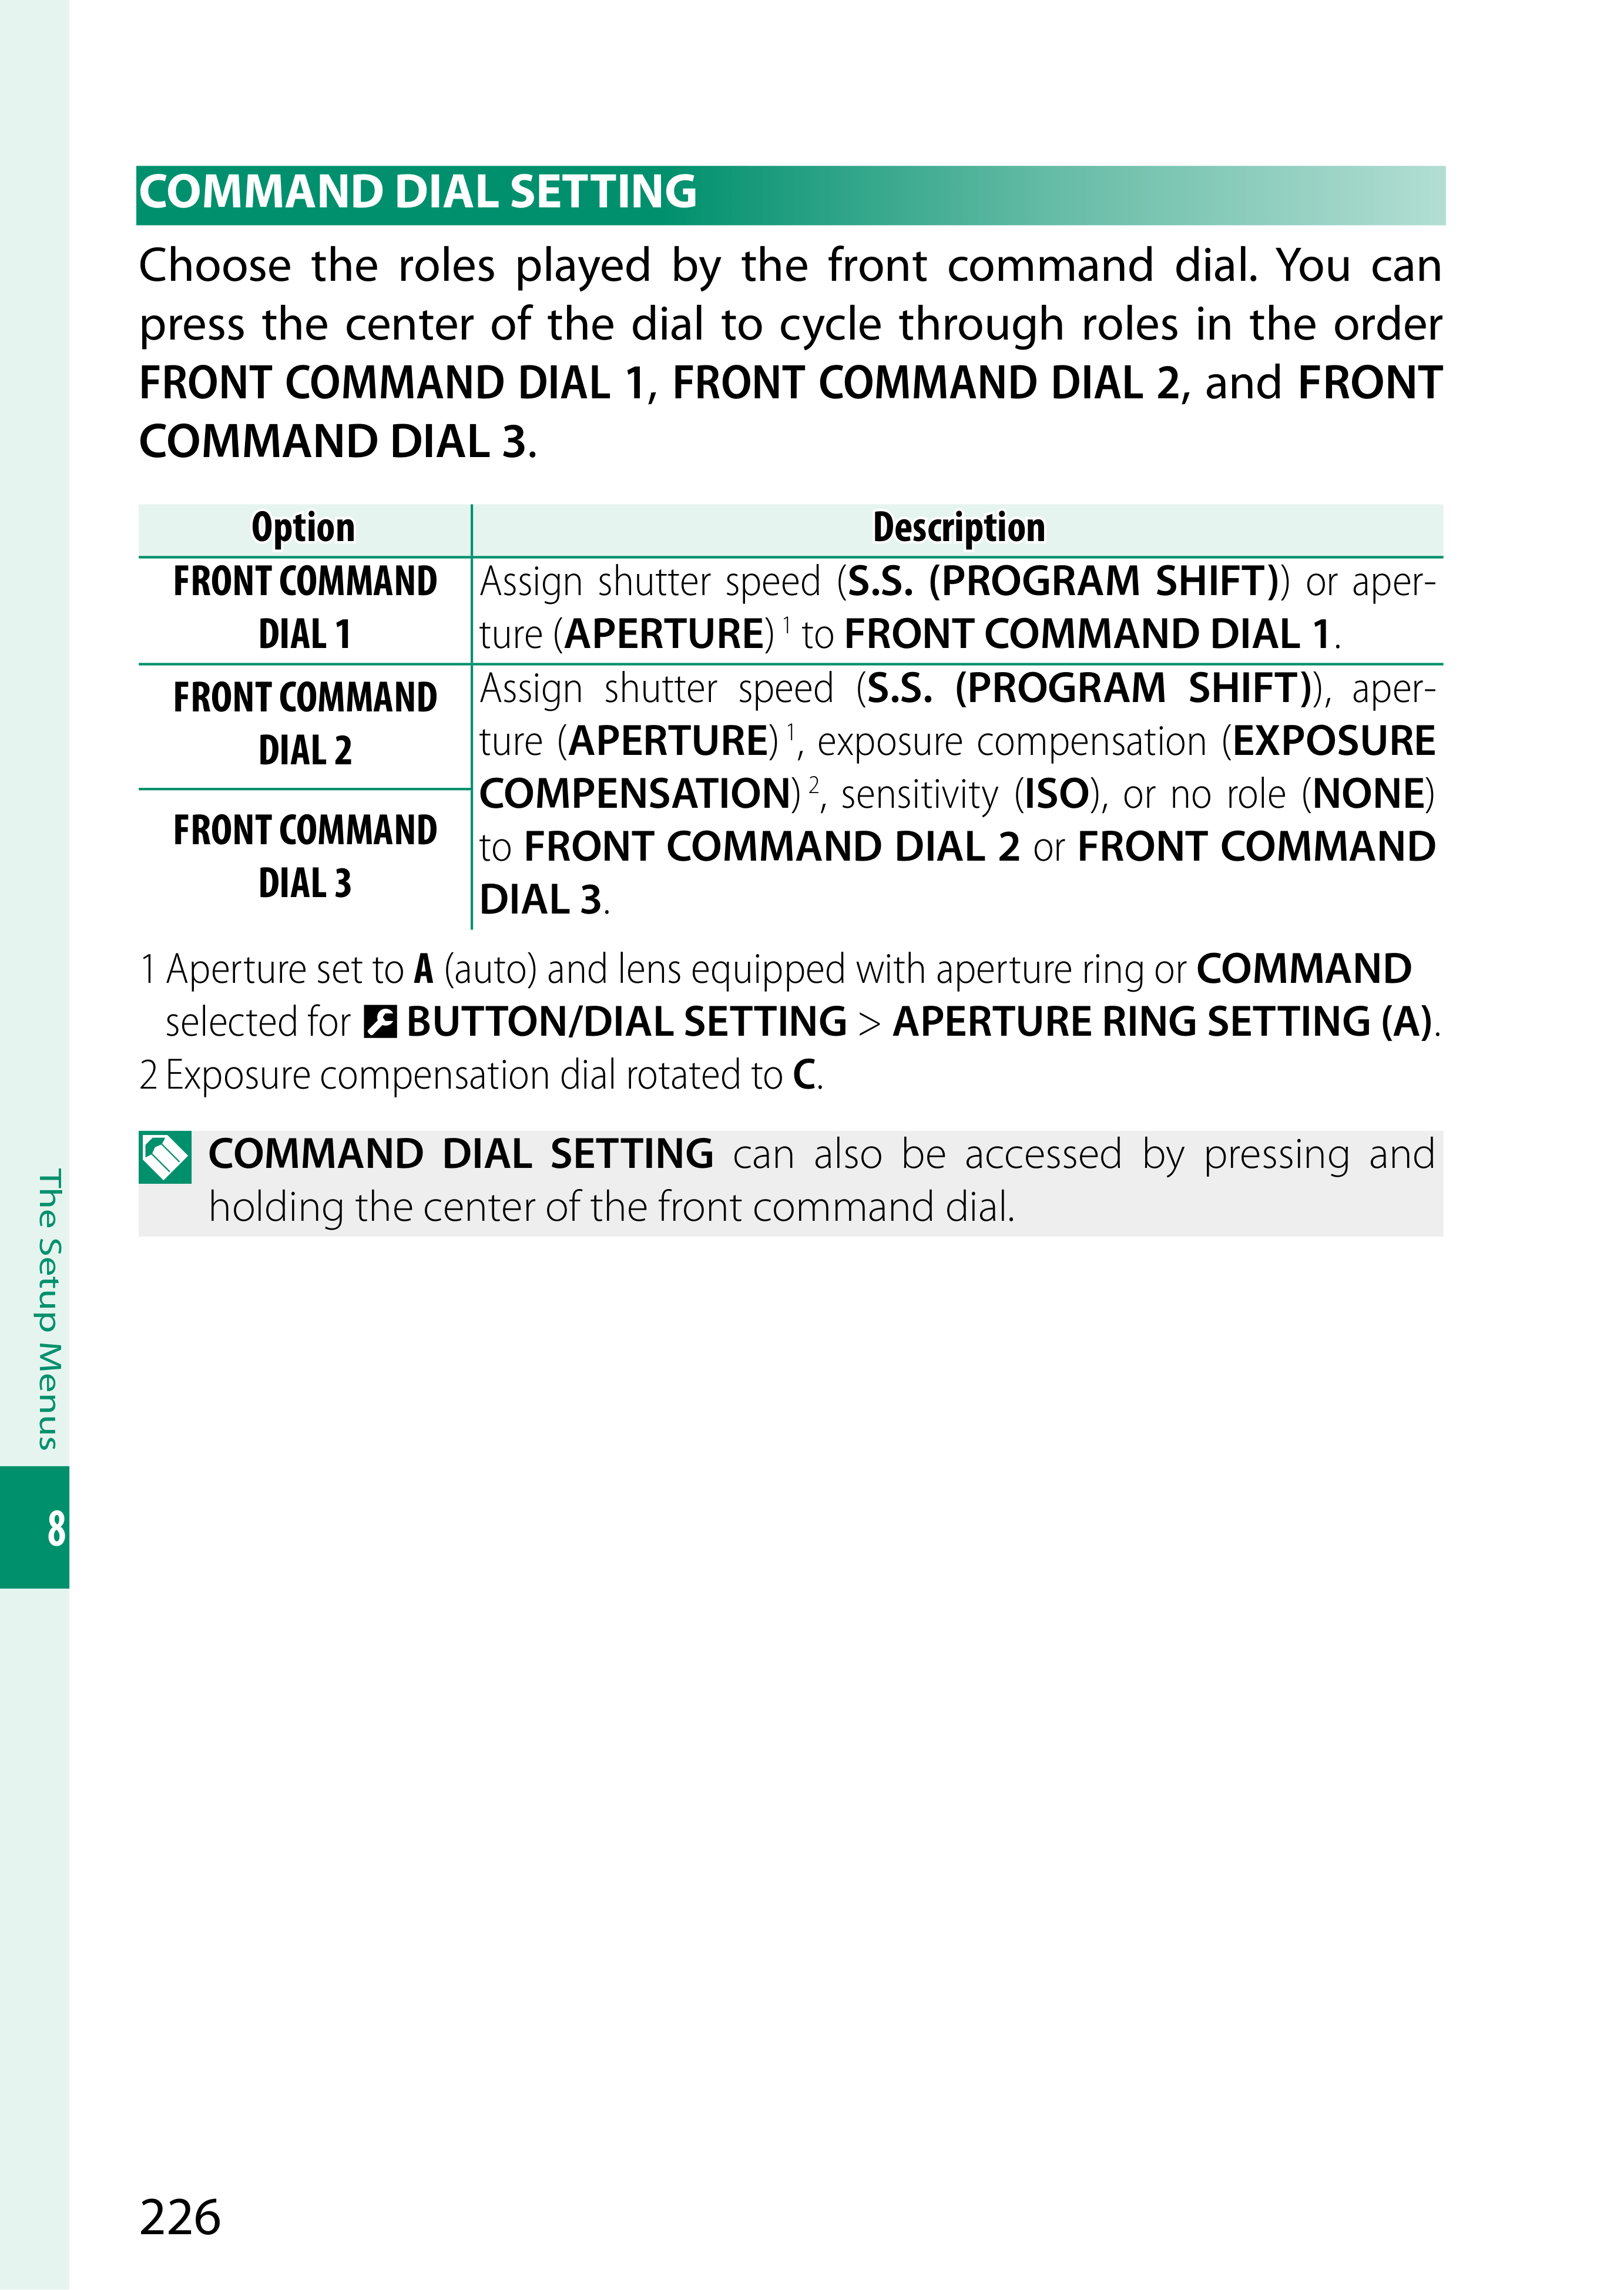 COMMAND DIAL SETTING
Choose the roles played by the front command dial. You can
press the center of the dial to cycle through roles in the order
FRONT COMMAND DIAL 1, FRONT COMMAND DIAL 2, and FRONT
COMMAND DIAL 3.
Option
Description
FRONT COMMAND
DIAL 1
Assign shutter speed (S.S. (PROGRAM SHIFT)) or aper-
ture (APERTURE) 1 to FRONT COMMAND DIAL 1.
FRONT COMMAND
DIAL 2
FRONT COMMAND
DIAL 3
Assign shutter speed (S.S. (PROGRAM SHIFT)), aper-
ture (APERTURE) 1, exposure compensation (EXPOSURE
COMPENSATION) 2, sensitivity (ISO), or no role (NONE)
to FRONT COMMAND DIAL 2 or FRONT COMMAND
DIAL 3.
1 Aperture set to A (auto) and lens equipped with aperture ring or COMMAND
selected for BUTTON/DIAL SETTING > APERTURE RING SETTING (A).
2 Exposure compensation dial rotated to C.
COMMAND DIAL SETTING can also be accessed by pressing and
holding the center of the front command dial.
The Setup Menus
8
226